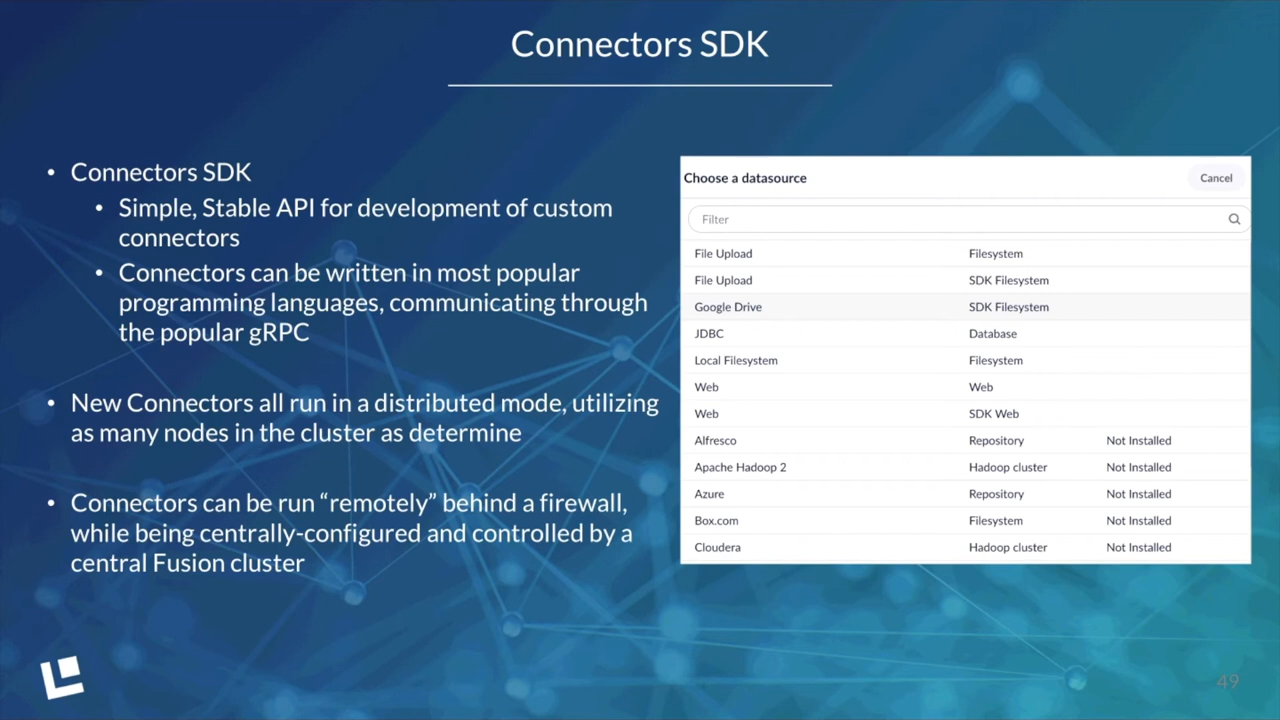 Connectors SDK
• Connectors SDK
• Simple, Stable API for development of custom
connectors
• Connectors can be written in most popular
programming languages, communicating through
the popular gRPC
• New Connectors all run in a distributed mode, utilizing
as many nodes in the cluster as determine
• Connectors can be run “remotely” behind a firewall,
while being centrally-configured and controlled by a
central Fusion cluster
Choose a datasource Cancel
Filter
File Upload Filesystem
File Upload SDK Filesystem
Google Drive SDK Filesystem
JDBC Database
Local Filesystem Filesystem
Web Web
Web SDK Web
Alfresco Repository Not Installed
Apache Hadoop 2 Hadoop cluster Not Installed
Azure Repository Not Installed
Box.com Filesystem Not Installed
Cloudera Hadoop cluster Not Installed
49